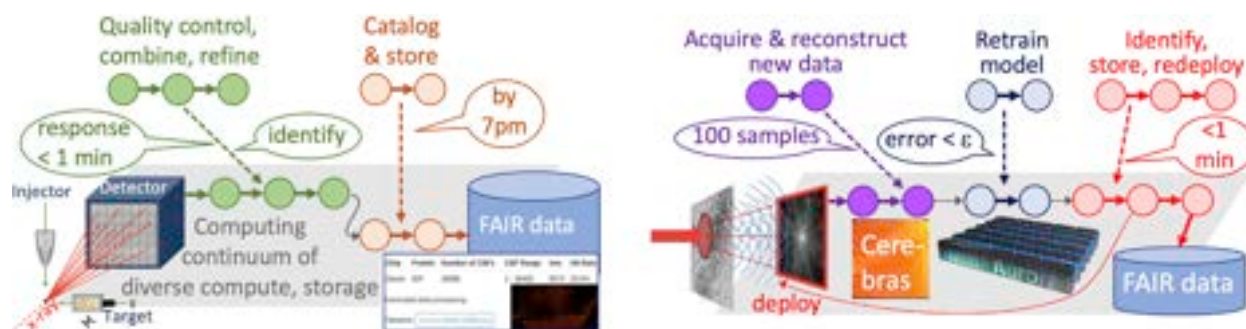 Quality control,
combine, refine
Catalog
& store
response
< 1 min
identify
by
7pm
Injector
Detector
Computing
continuum of
diverse compute, storage
FAIR data
Target
Acquire & reconstruct
new data
Retrain
model
Identify,
store, redeploy
100 samples
error < ε
<1
min
Cere-
bras
deploy
FAIR data